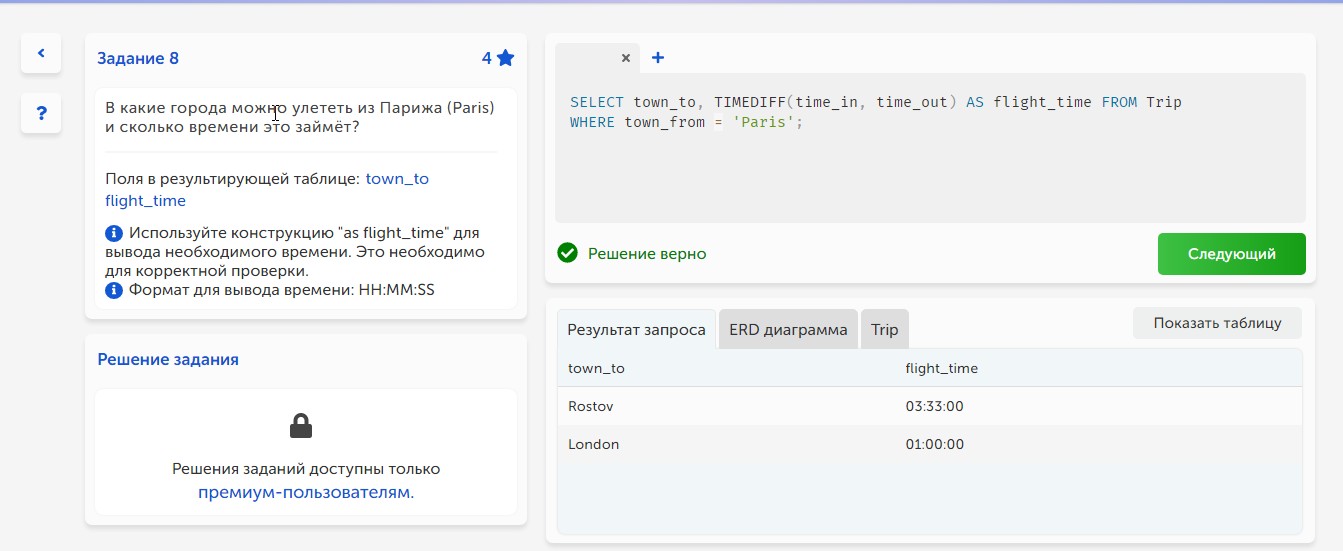 Задание 8
4
В какие города можно улететь из Парижа (Paris)
и сколько времени это займёт?
Поля в результирующей таблице: town_to
flight_time
Используйте конструкцию "as flight_time" для
вывода необходимого времени. Это необходимо
для корректной проверки.
Формат для вывода времени: HH:MM:SS
Решение задания
Решения заданий доступны только
премиум-пользователям.
SELECT town_to, TIMEDIFF(time_in, time_out) AS flight_time FROM Trip
WHERE town_from = 'Paris';
Решение верно
Следующий
Результат запроса
ERD диаграмма
Trip
Показать таблицу
town_to flight_time
Rostov 03:33:00
London 01:00:00